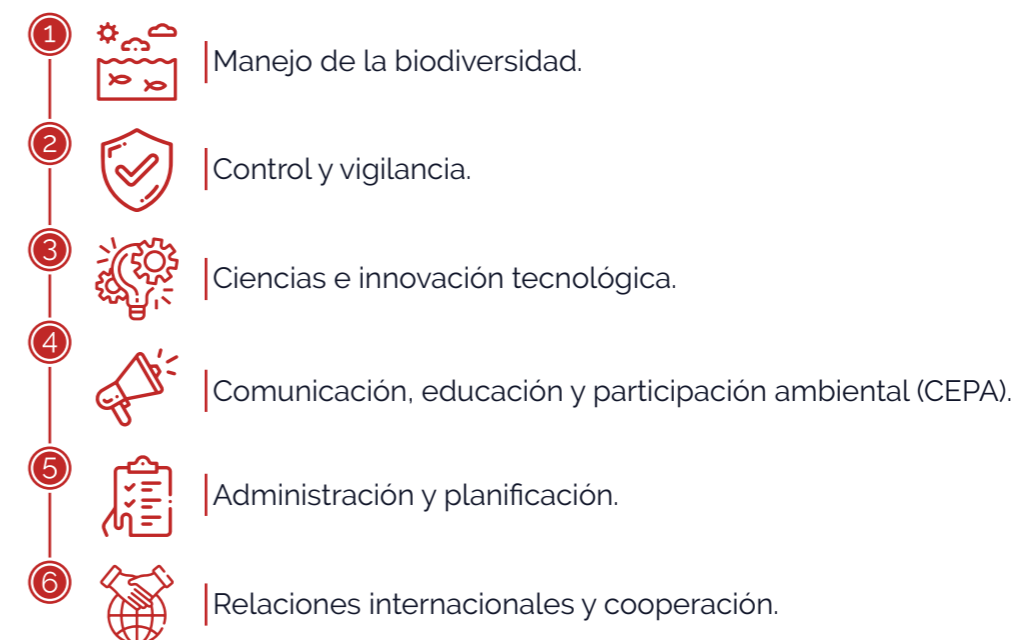 1
Manejo de la biodiversidad.
2
Control y vigilancia.
3
Ciencias e innovación tecnológica.
4
Comunicación, educación y participación ambiental (CEPA).
5
Administración y planificación.
6
Relaciones internacionales y cooperación.